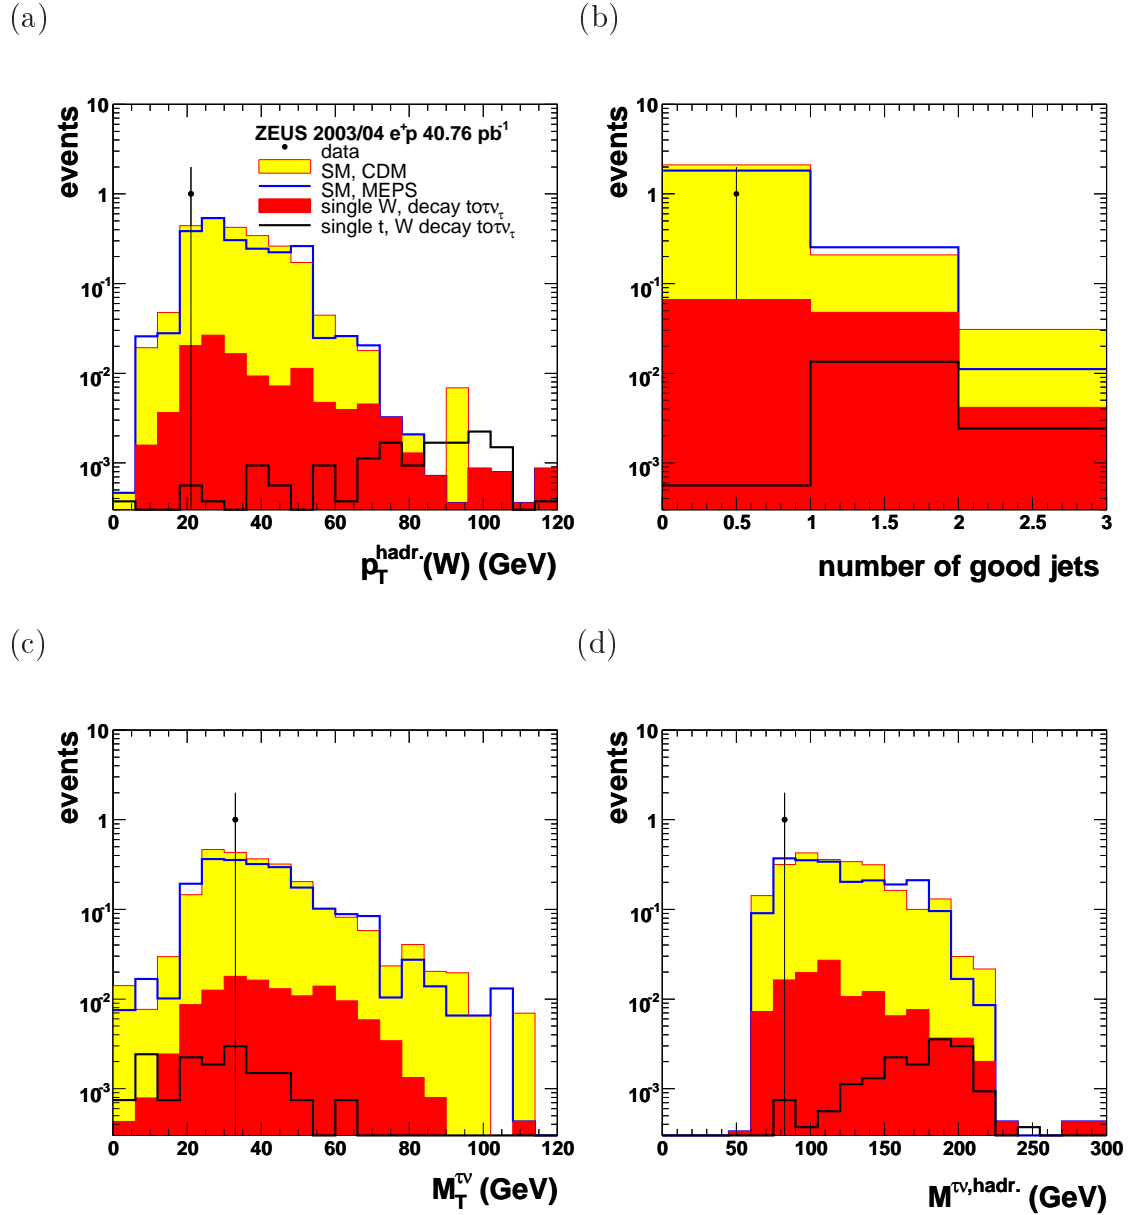 (a)
(b)
events
10
1
10⁻¹
10⁻²
10⁻³
ZEUS 2003/04 e⁺p 40.76 pb⁻¹
data
SM, CDM
SM, MEPS
single W, decay toτν_τ
single t, W decay toτν_τ
0 20 40 60 80 100 120
p_T^hadr.(W) (GeV)
events
10
1
10⁻¹
10⁻²
10⁻³
0 0.5 1 1.5 2 2.5 3
number of good jets
(c)
(d)
events
10
1
10⁻¹
10⁻²
10⁻³
0 20 40 60 80 100 120
M_T^τν (GeV)
events
10
1
10⁻¹
10⁻²
10⁻³
0 50 100 150 200 250 300
M^τν,hadr. (GeV)